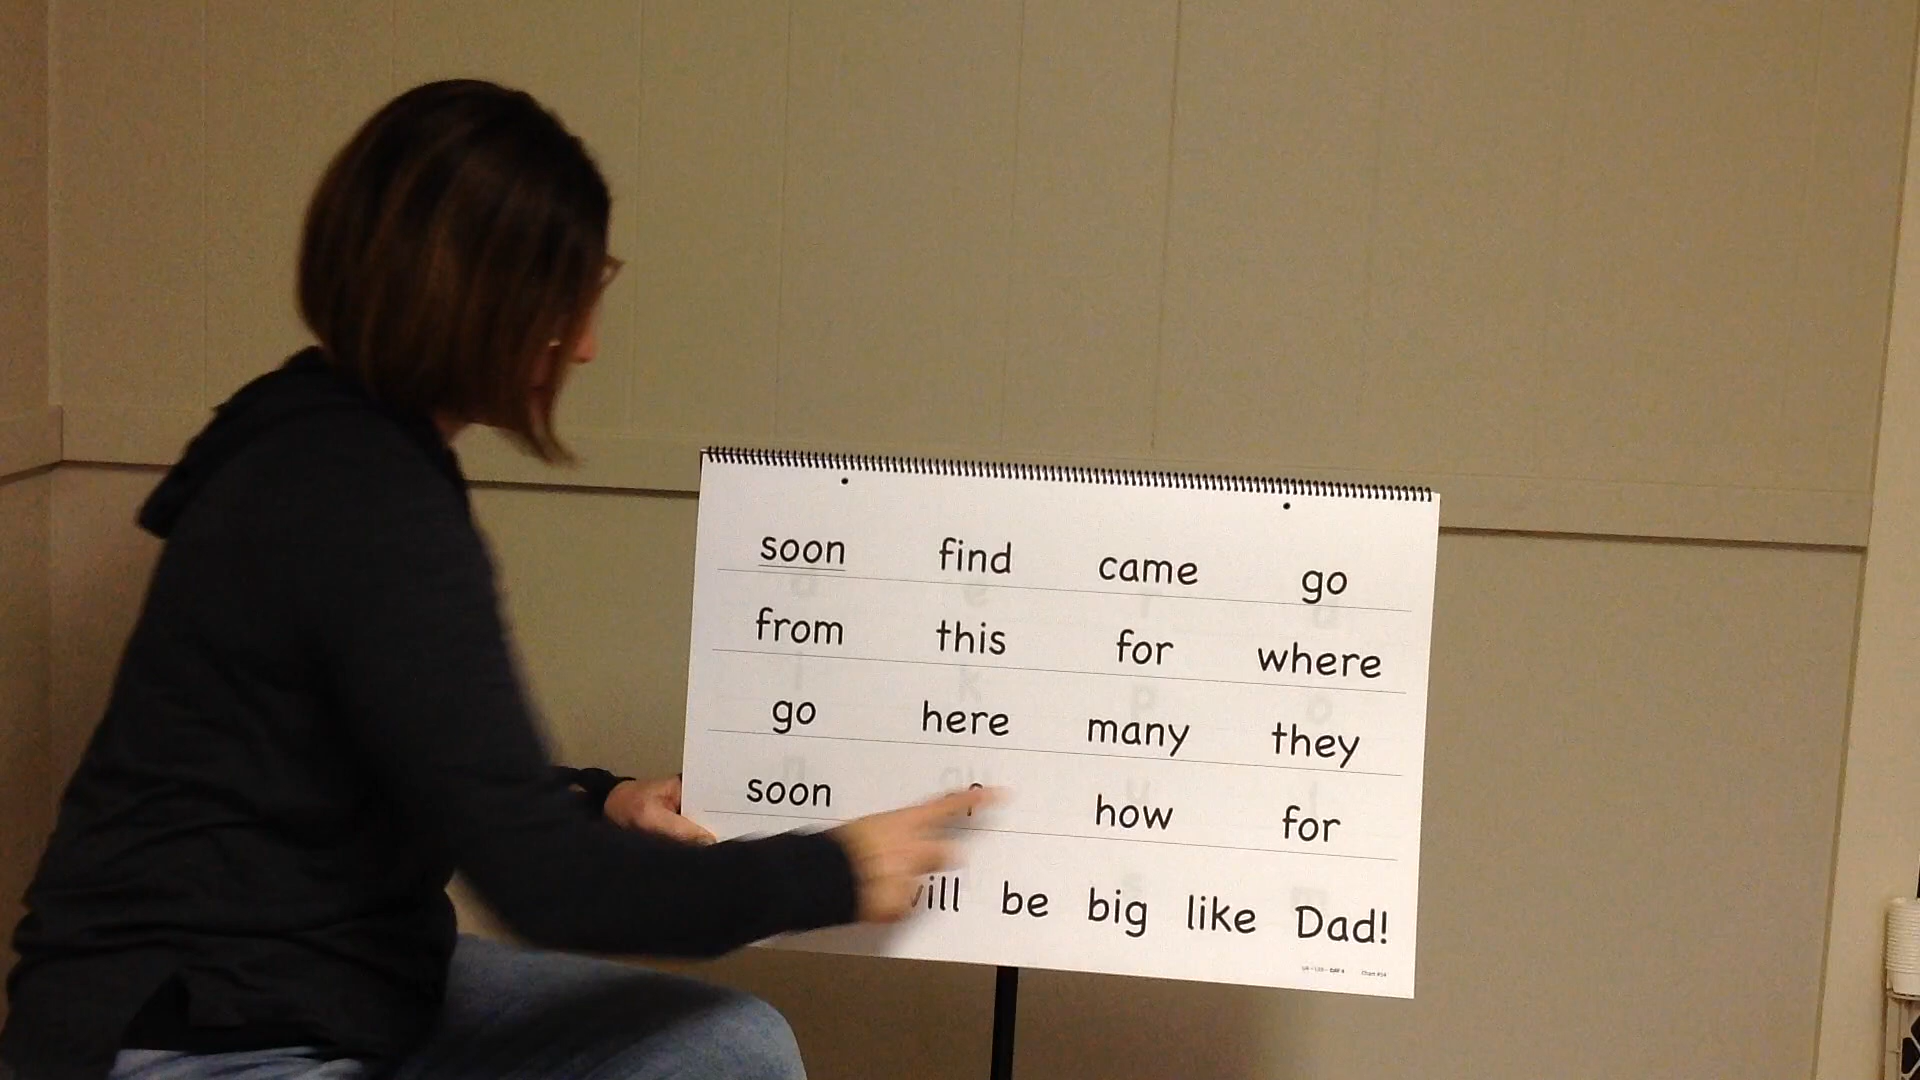 soon find came go
from this for where
go here many they
soon how for
be big like Dad!